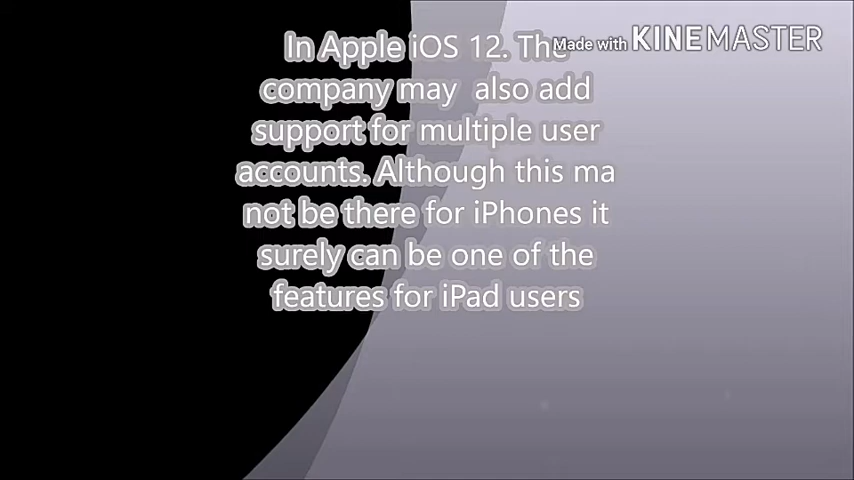 In Apple iOS 12. The
company may also add
support for multiple user
accounts. Although this ma
not be there for iPhones it
surely can be one of the
features for iPad users
Made with KINEMASTER